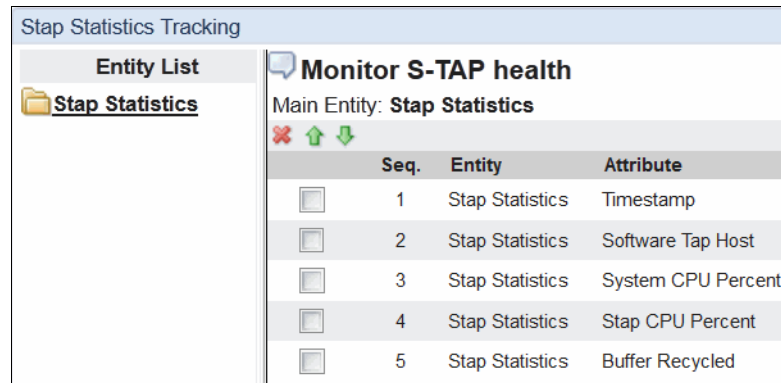 Stap Statistics Tracking
Entity List
Stap Statistics
Monitor S-TAP health
Main Entity: Stap Statistics
Seq. Entity Attribute
1 Stap Statistics Timestamp
2 Stap Statistics Software Tap Host
3 Stap Statistics System CPU Percent
4 Stap Statistics Stap CPU Percent
5 Stap Statistics Buffer Recycled